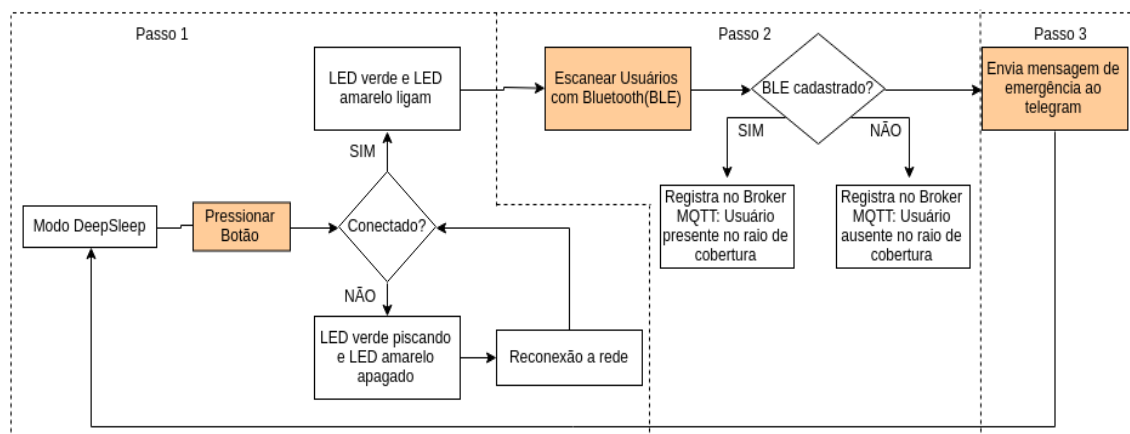 Passo 1
Passo 2
Passo 3
LED verde e LED
amarelo ligam
Escanear Usuários
com Bluetooth(BLE)
BLE cadastrado?
Envia mensagem de
emergência ao
telegram
SIM
SIM
NÃO
Modo DeepSleep
Pressionar
Botão
Conectado?
Registra no Broker
MQTT: Usuário
presente no raio de
cobertura
Registra no Broker
MQTT: Usuário
ausente no raio de
cobertura
NÃO
LED verde piscando
e LED amarelo
apagado
Reconexão a rede